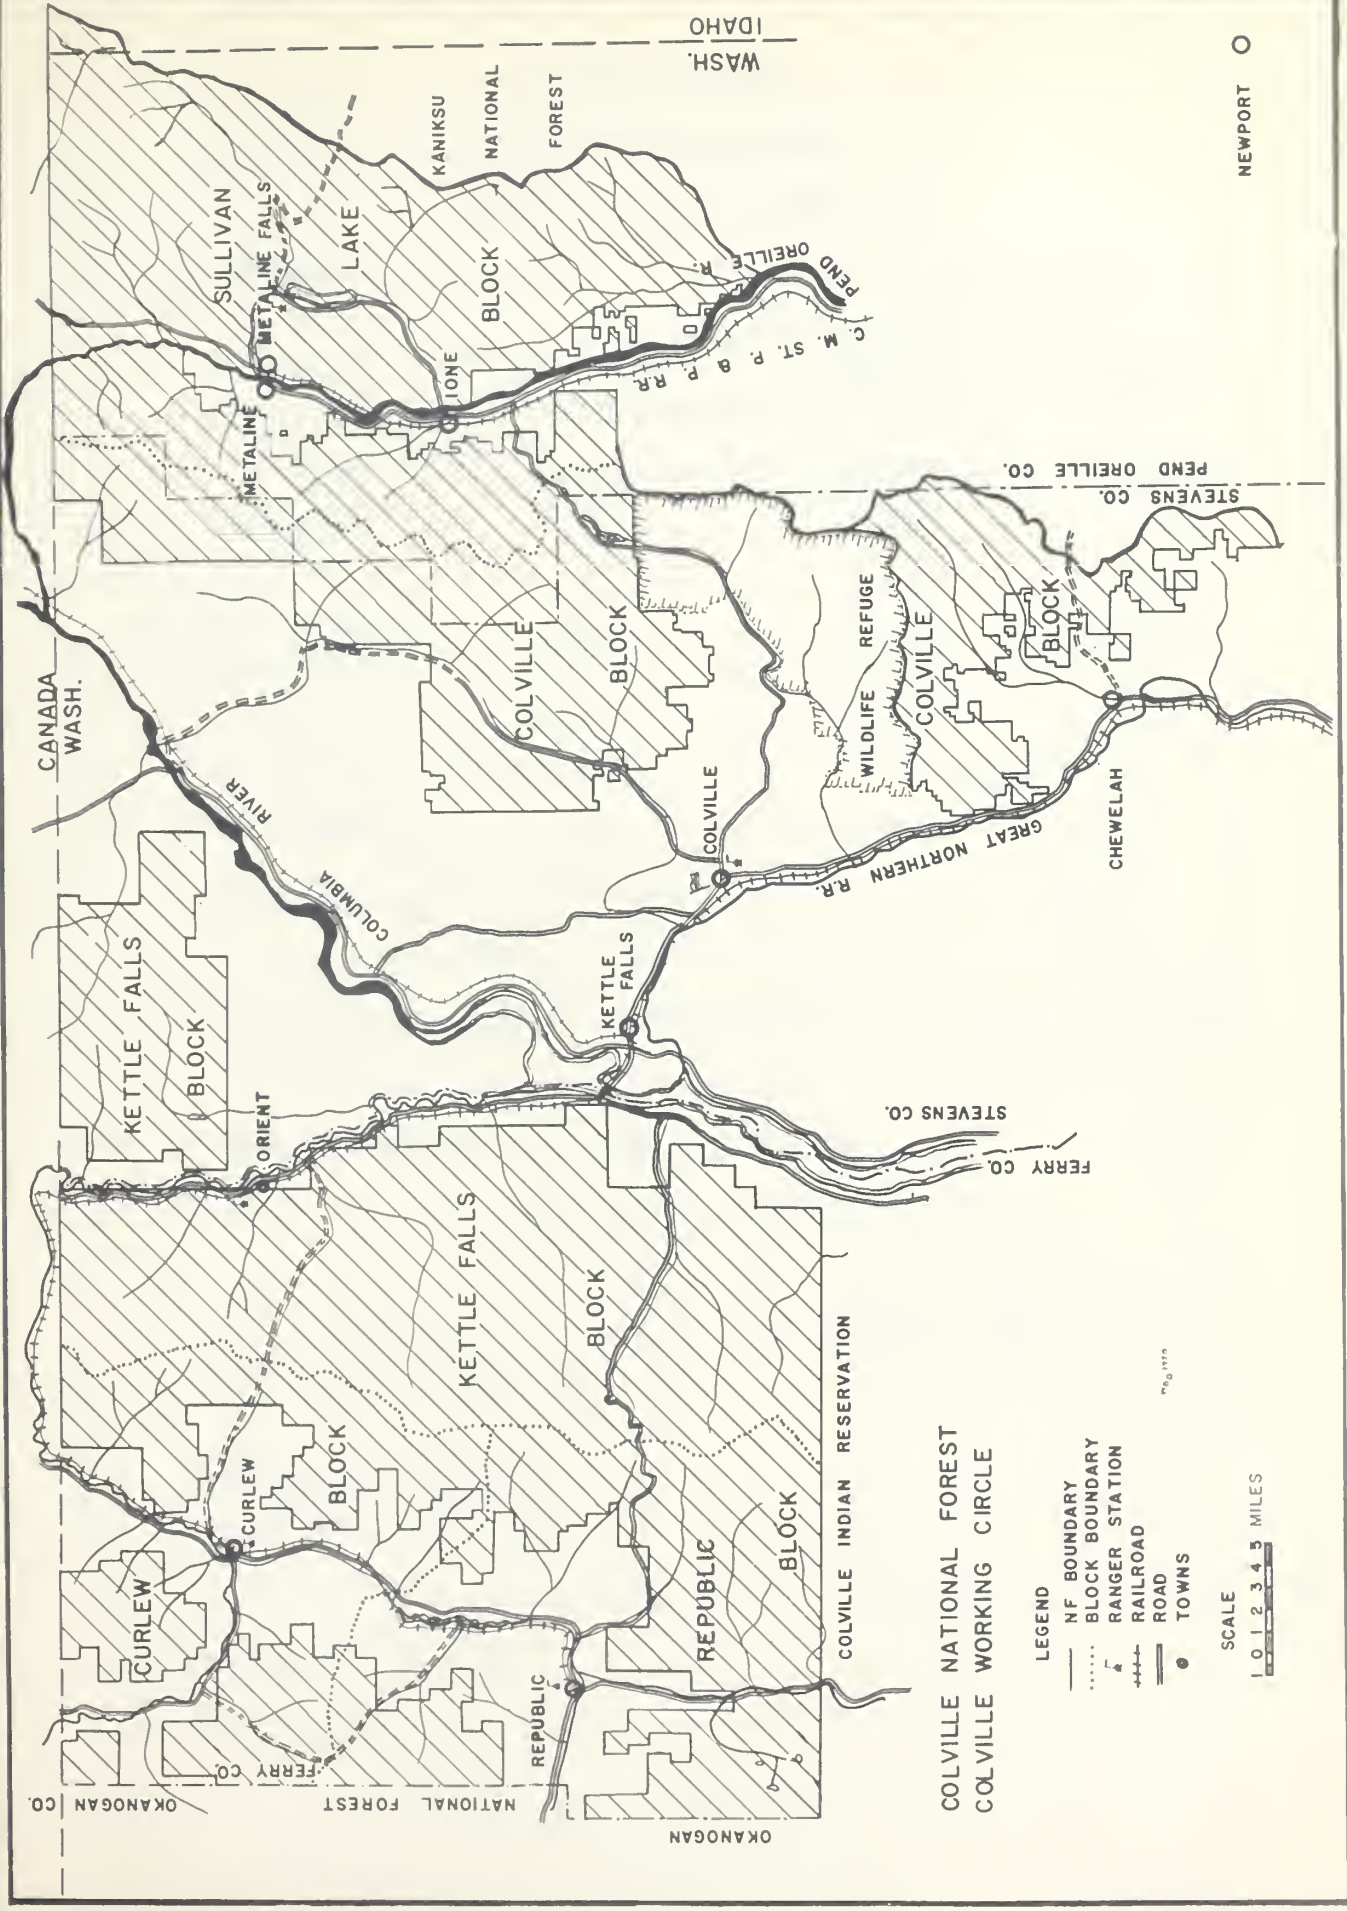 CANADA
WASH.
WASH.
IDAHO
OKANOGAN CO.
FERRY CO.
OKANOGAN
NATIONAL FOREST
CURLEW
BLOCK
CURLEW
KETTLE FALLS
BLOCK
ORIENT
KETTLE FALLS
BLOCK
COLUMBIA
RIVER
METALINE
METALINE FALLS
SULLIVAN
LAKE
BLOCK
IONE
KANIKSU
NATIONAL
FOREST
PEND
OREILLE R.
C. M. ST. P. & P. R.R.
COLVILLE
BLOCK
REPUBLIC
REPUBLIC
BLOCK
KETTLE
FALLS
COLVILLE
WILDLIFE REFUGE
COLVILLE
BLOCK
GREAT NORTHERN R.R.
CHEWELAH
PEND OREILLE CO.
STEVENS CO.
STEVENS CO.
FERRY CO.
NEWPORT
COLVILLE INDIAN RESERVATION
COLVILLE NATIONAL FOREST
COLVILLE WORKING CIRCLE
LEGEND
NF BOUNDARY
BLOCK BOUNDARY
RANGER STATION
RAILROAD
ROAD
TOWNS
SCALE
1 0 1 2 3 4 5 MILES